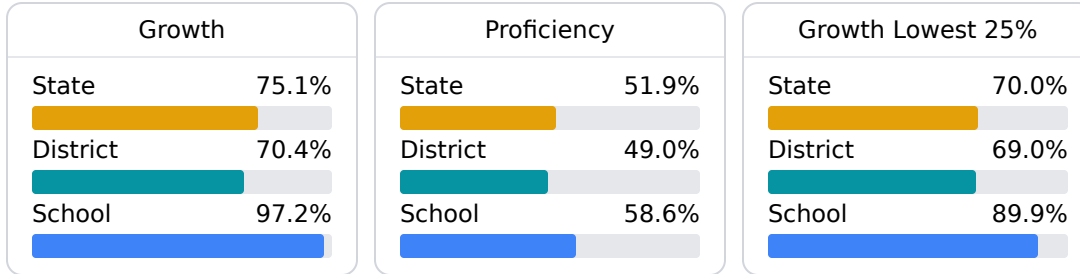 Growth
State 75.1%
District 70.4%
School 97.2%
Proficiency
State 51.9%
District 49.0%
School 58.6%
Growth Lowest 25%
State 70.0%
District 69.0%
School 89.9%